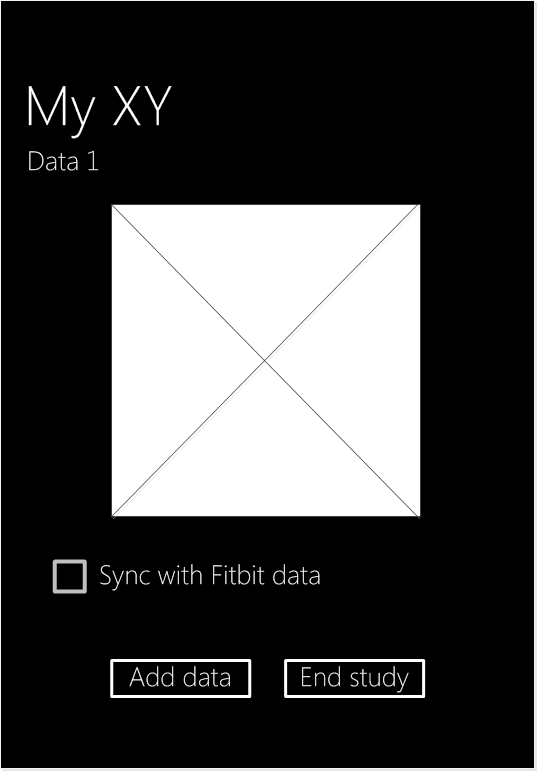 My XY
Data 1
Sync with Fitbit data
Add data
End study